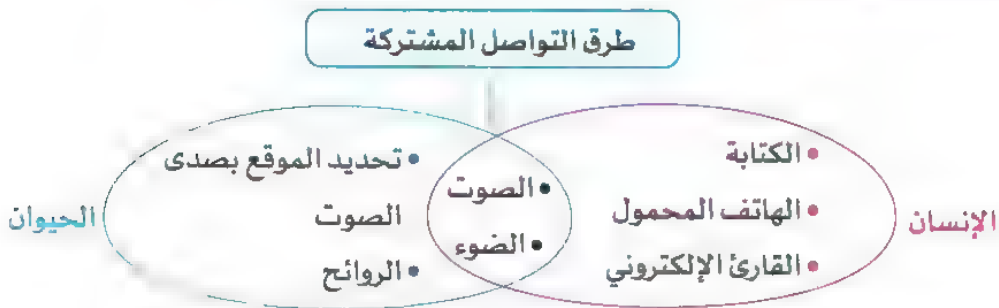 طرق التواصل المشتركة
الإنسان
• الكتابة
• الهاتف المحمول
• القارئ الإلكتروني
• الصوت
• الضوء
• تحديد الموقع بصدى
الصوت
• الروائح
الحيوان